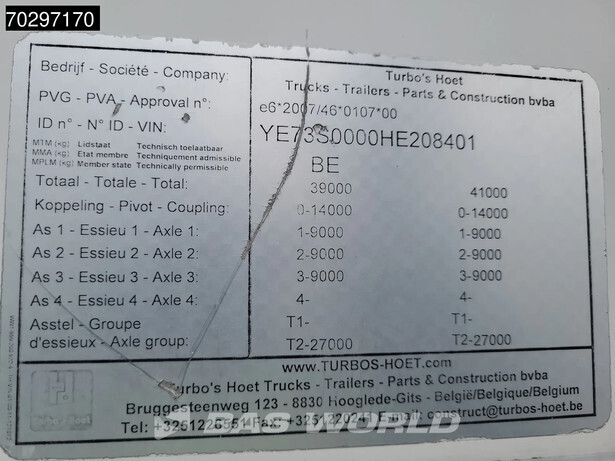 70297170
Bedrijf - Société - Company: Turbo's Hoet
Trucks - Trailers - Parts & Construction bvba
PVG - PVA - Approval n°: e6*2007/46*0107*00
ID n° - N° ID - VIN: YE73S0000HE208401
MTM (kg) Lidstaat Technisch toelaatbaar BE
MMA (kg) Etat membre Techniquement admissible
MPLM (kg) Member state Technically permissible
Totaal - Totale - Total: 39000 41000
Koppeling - Pivot - Coupling: 0-14000 0-14000
As 1 - Essieu 1 - Axle 1: 1-9000 1-9000
As 2 - Essieu 2 - Axle 2: 2-9000 2-9000
As 3 - Essieu 3 - Axle 3: 3-9000 3-9000
As 4 - Essieu 4 - Axle 4: 4- 4-
Asstel - Groupe T1- T1-
d'essieux - Axle group: T2-27000 T2-27000
www.TURBOS-HOET.com
Turbo's Hoet Trucks - Trailers - Parts & Construction bvba
Bruggesteenweg 123 - 8830 Hooglede-Gits - België/Belgique/Belgium
Tel: Fax: E-mail: construct@turbos-hoet.be
BAS WORLD